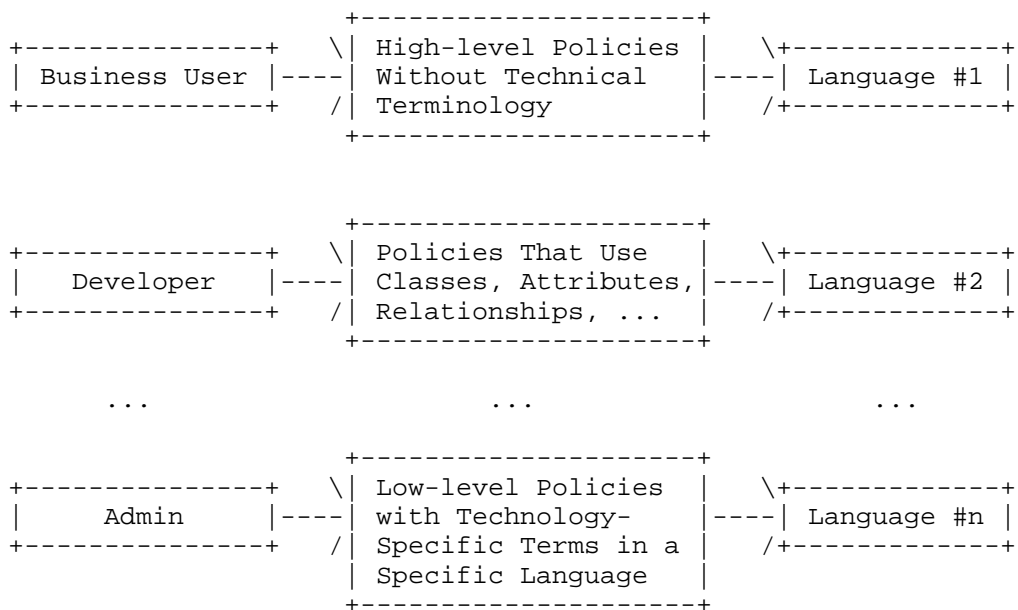 Business User
High-level Policies
Without Technical
Terminology
Language #1
Developer
Policies That Use
Classes, Attributes,
Relationships, ...
Language #2
... ... ...
Admin
Low-level Policies
with Technology-
Specific Terms in a
Specific Language
Language #n